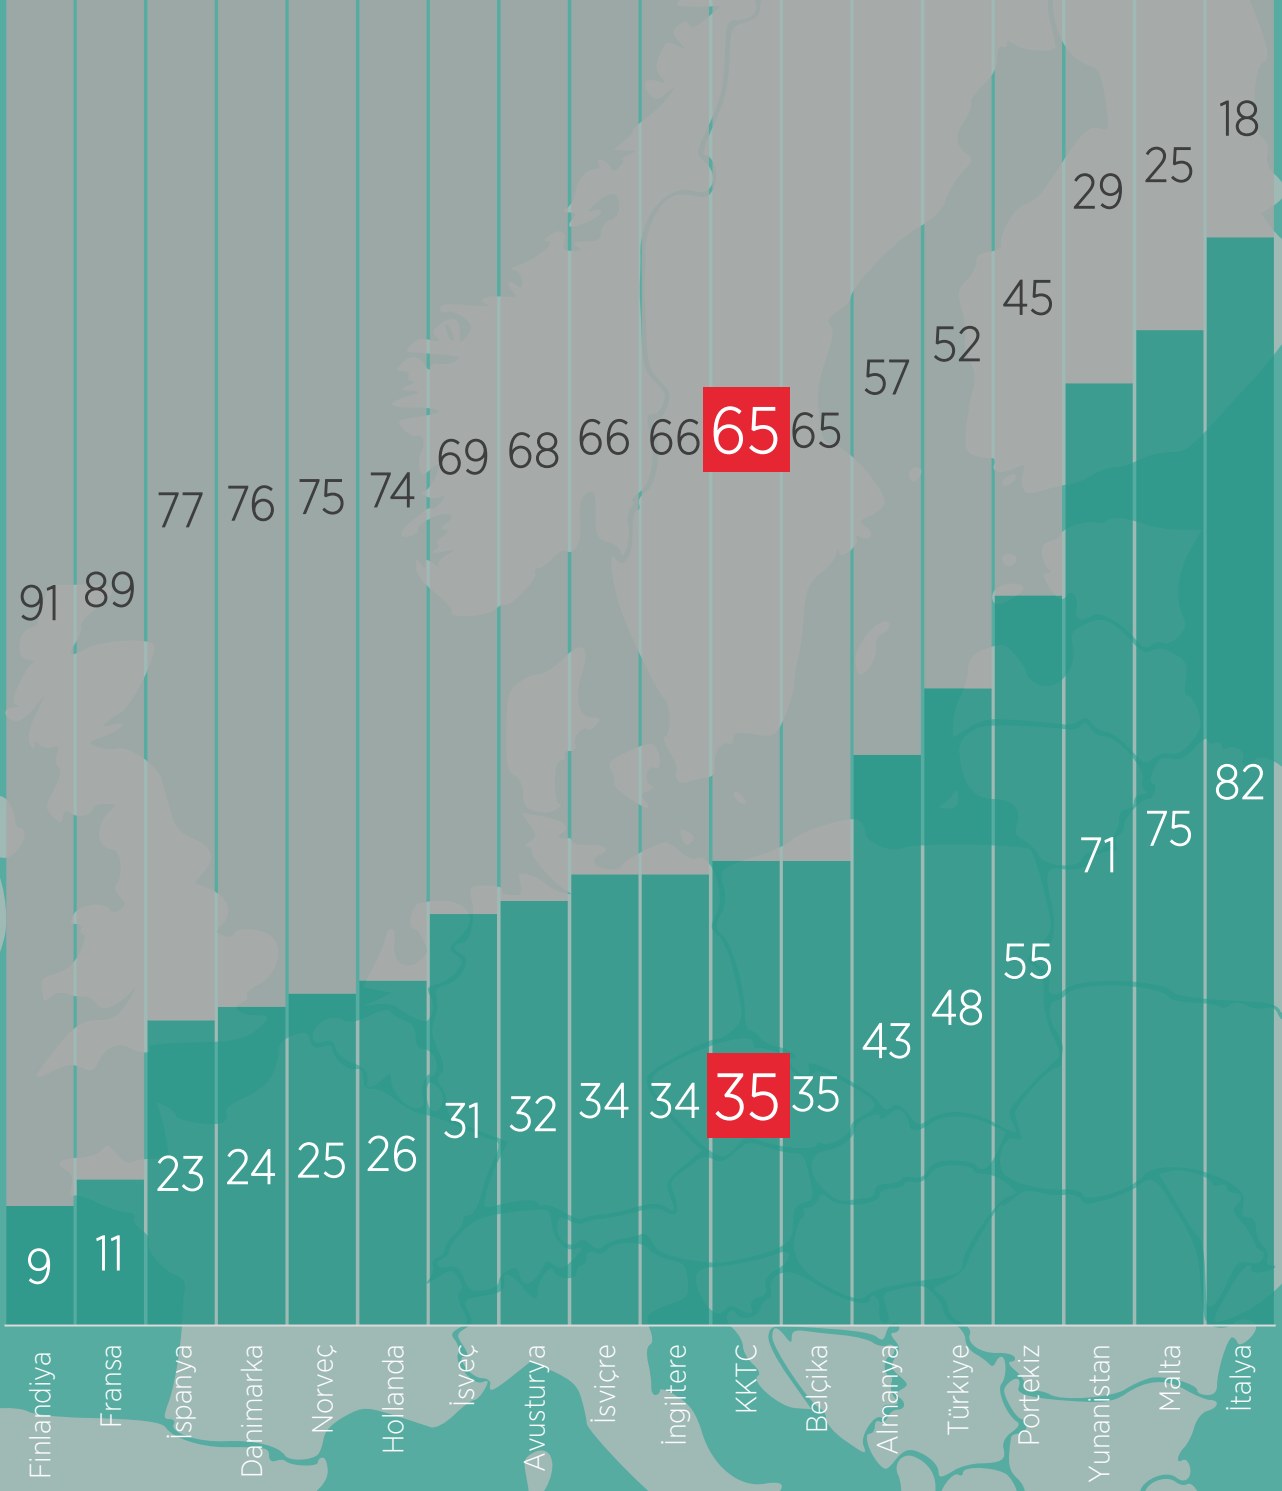 18
25
29
45
52
57
65
65
66
66
68
69
74
75
76
77
89
91
82
75
71
55
48
43
35
35
34
34
32
31
26
25
24
23
11
9
Finlandiya
Fransa
İspanya
Danimarka
Norveç
Hollanda
İsveç
Avusturya
İsviçre
İngiltere
KKTC
Belçika
Almanya
Türkiye
Portekiz
Yunanistan
Malta
İtalya